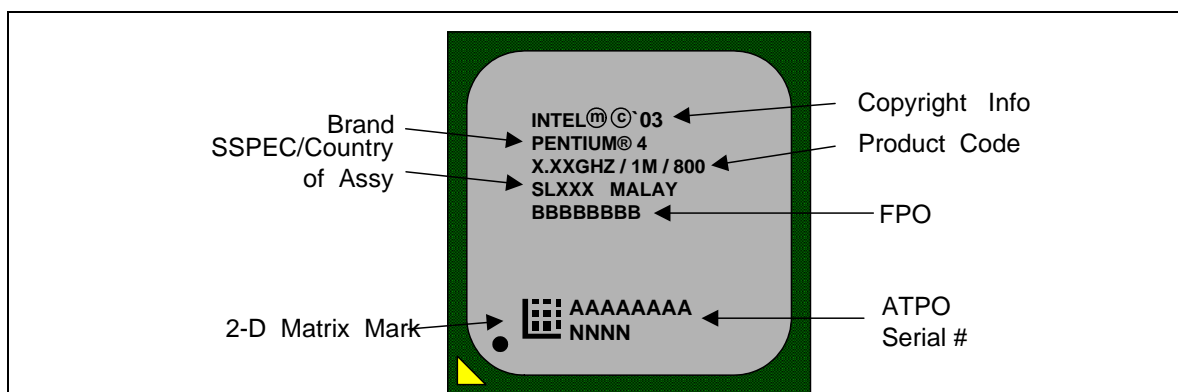 INTELⓜ ⓒ`03
PENTIUM® 4
X.XXGHZ / 1M / 800
SLXXX MALAY
BBBBBBBB
AAAAAAAA
NNNN
Brand
SSPEC/Country
of Assy
2-D Matrix Mark
Copyright Info
Product Code
FPO
ATPO
Serial #